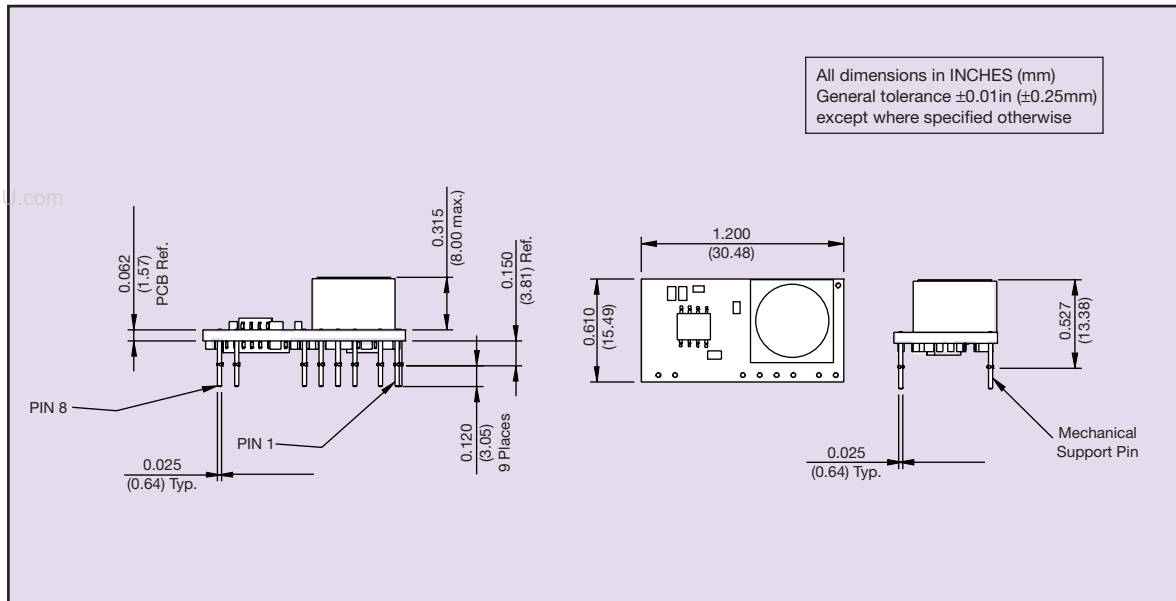 All dimensions in INCHES (mm)
General tolerance ±0.01in (±0.25mm)
except where specified otherwise
U.com
0.062
(1.57)
PCB Ref.
0.315
(8.00 max.)
0.150
(3.81) Ref.
1.200
(30.48)
0.610
(15.49)
0.527
(13.38)
PIN 8
PIN 1
0.120
(3.05)
9 Places
0.025
(0.64) Typ.
Mechanical
Support Pin
0.025
(0.64) Typ.